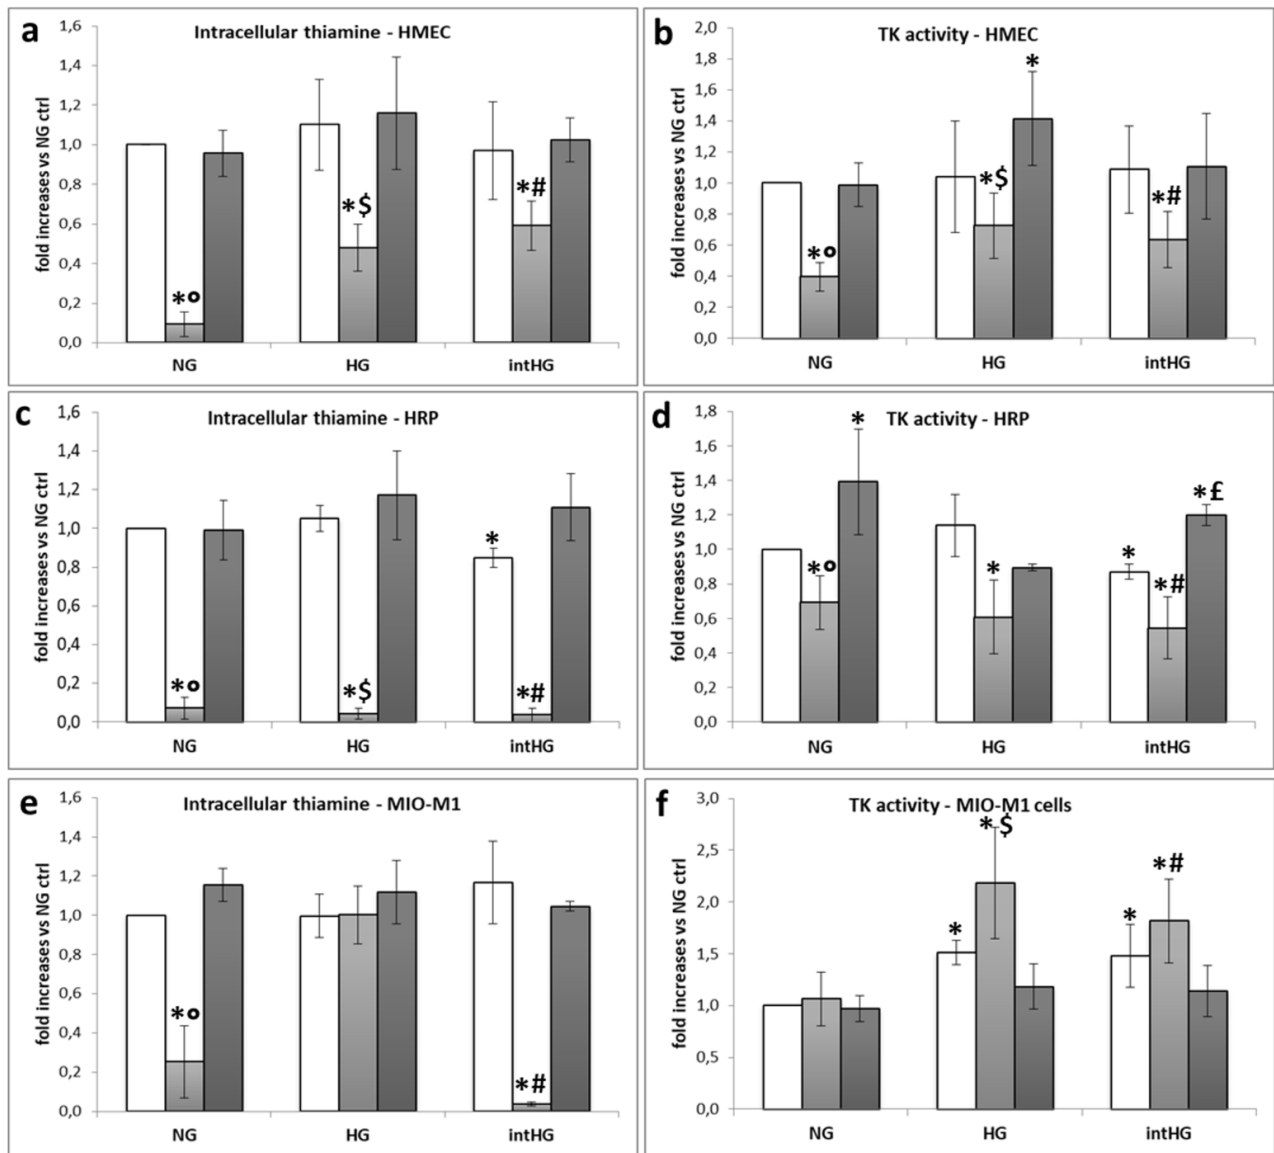 a
Intracellular thiamine - HMEC
fold increases vs NG ctrl
1,6
1,4
1,2
1,0
0,8
0,6
0,4
0,2
0,0
*o
*$
*#
NG
HG
intHG
b
TK activity - HMEC
fold increases vs NG ctrl
2,0
1,8
1,6
1,4
1,2
1,0
0,8
0,6
0,4
0,2
0,0
*o
*$
*
*#
NG
HG
intHG
c
Intracellular thiamine - HRP
fold increases vs NG ctrl
1,6
1,4
1,2
1,0
0,8
0,6
0,4
0,2
0,0
*o
*$
*
*#
NG
HG
intHG
d
TK activity - HRP
fold increases vs NG ctrl
1,8
1,6
1,4
1,2
1,0
0,8
0,6
0,4
0,2
0,0
*o
*
*
*
*#
*£
NG
HG
intHG
e
Intracellular thiamine - MIO-M1
fold increases vs NG ctrl
1,6
1,4
1,2
1,0
0,8
0,6
0,4
0,2
0,0
*o
*#
NG
HG
intHG
f
TK activity - MIO-M1 cells
fold increases vs NG ctrl
3,0
2,5
2,0
1,5
1,0
0,5
0,0
*
*$
*
*#
NG
HG
intHG